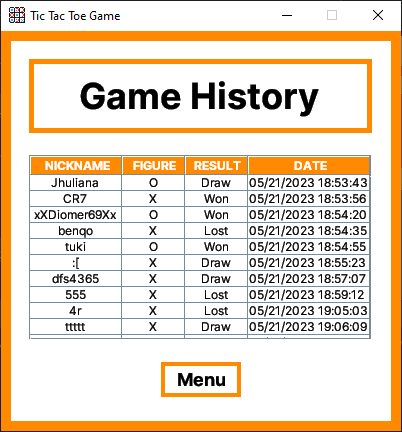 Tic Tac Toe Game
Game History
NICKNAME FIGURE RESULT DATE
Jhuliana O Draw 05/21/2023 18:53:43
CR7 X Won 05/21/2023 18:53:56
xXDiomer69Xx O Won 05/21/2023 18:54:20
benqo X Lost 05/21/2023 18:54:35
tuki O Won 05/21/2023 18:54:55
:[ X Draw 05/21/2023 18:55:23
dfs4365 X Draw 05/21/2023 18:57:07
555 X Lost 05/21/2023 18:59:12
4r X Lost 05/21/2023 19:05:03
ttttt X Draw 05/21/2023 19:06:09
Menu